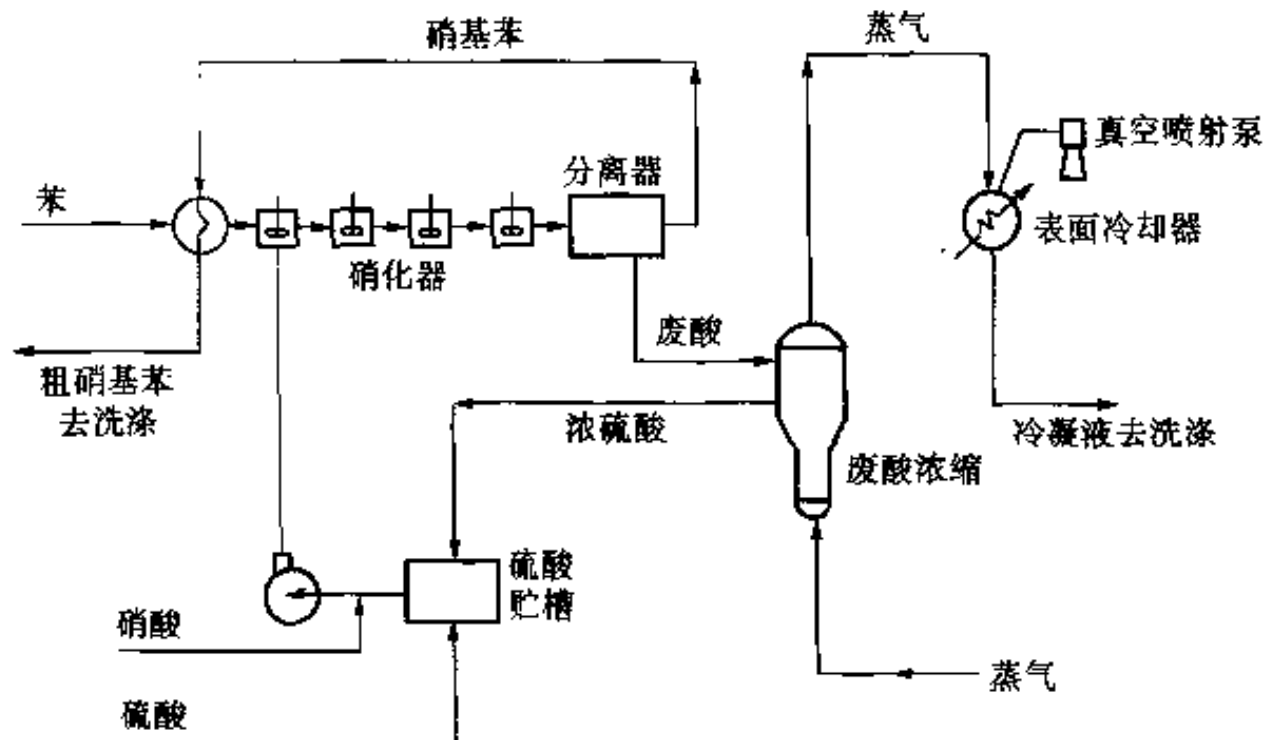 硝基苯
蒸气
真空喷射泵
分离器
苯
表面冷却器
硝化器
废酸
粗硝基苯
去洗涤
浓硫酸
冷凝液去洗涤
废酸浓缩
硫酸
贮槽
硝酸
蒸气
硫酸